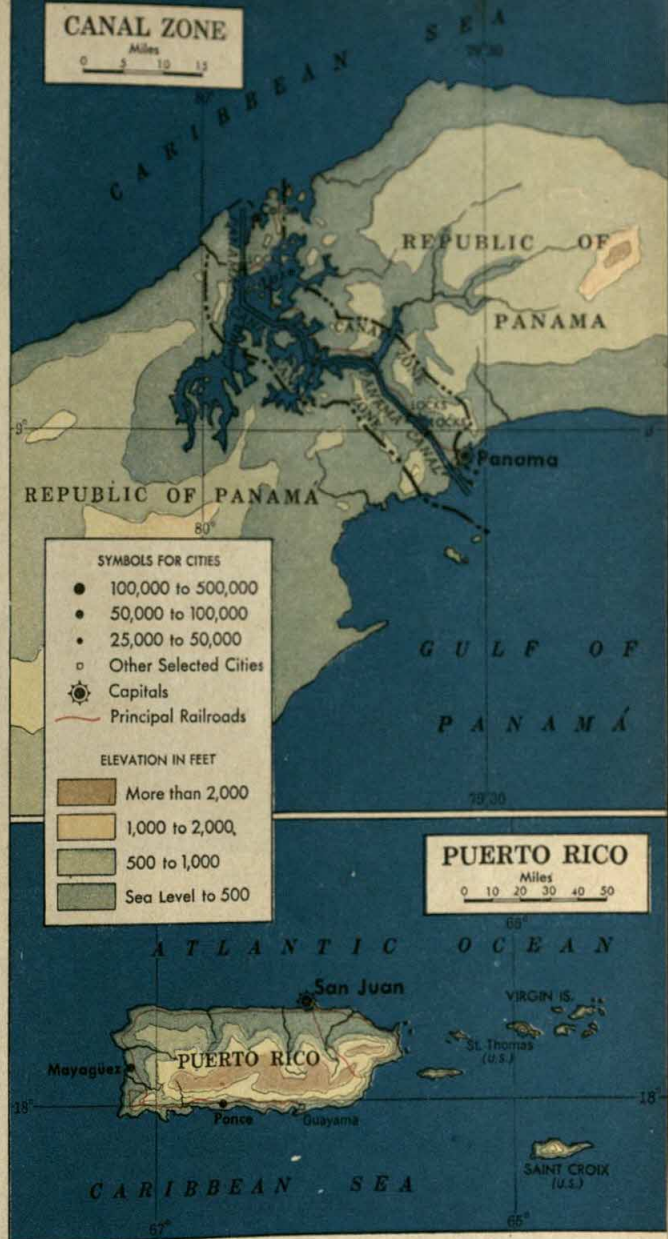 CANAL ZONE
Miles
0 5 10 15
CARIBBEAN SEA
79°30
REPUBLIC OF
PANAMA
CANAL
ZONE
ZONE
PANAMA CANAL
LOCKS
LOCKS
9°
Panama
REPUBLIC OF PANAMA
80°
GULF OF
PANAMÁ
79°30
SYMBOLS FOR CITIES
100,000 to 500,000
50,000 to 100,000
25,000 to 50,000
Other Selected Cities
Capitals
Principal Railroads
ELEVATION IN FEET
More than 2,000
1,000 to 2,000
500 to 1,000
Sea Level to 500
PUERTO RICO
Miles
0 10 20 30 40 50
ATLANTIC OCEAN
San Juan
VIRGIN IS.
St. Thomas
(U.S.)
PUERTO RICO
Mayagüez
18°
18°
Ponce
Guayama
SAINT CROIX
(U.S.)
CARIBBEAN SEA
67°
65°